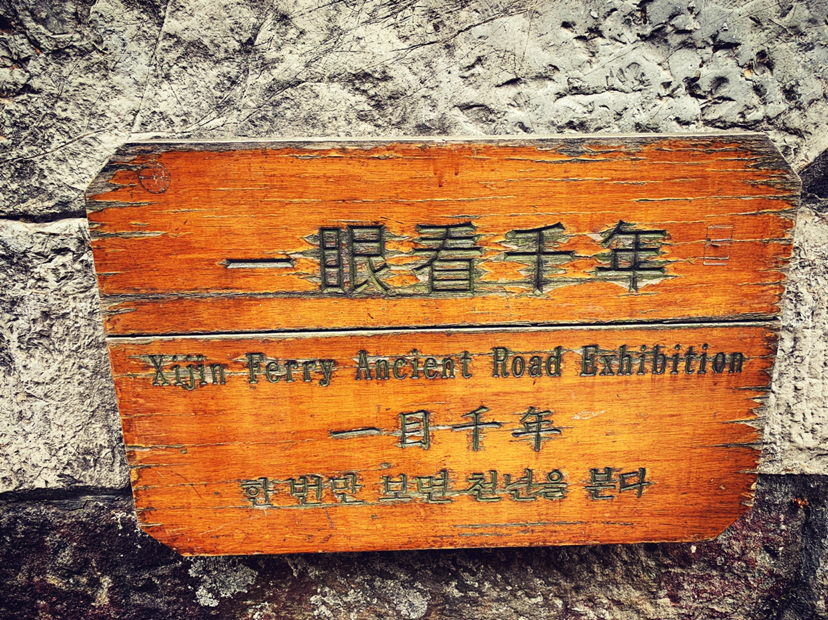 一眼看千年
Xijin Ferry Ancient Road Exhibition
一目千年
한 번만 보면 천년을 본다